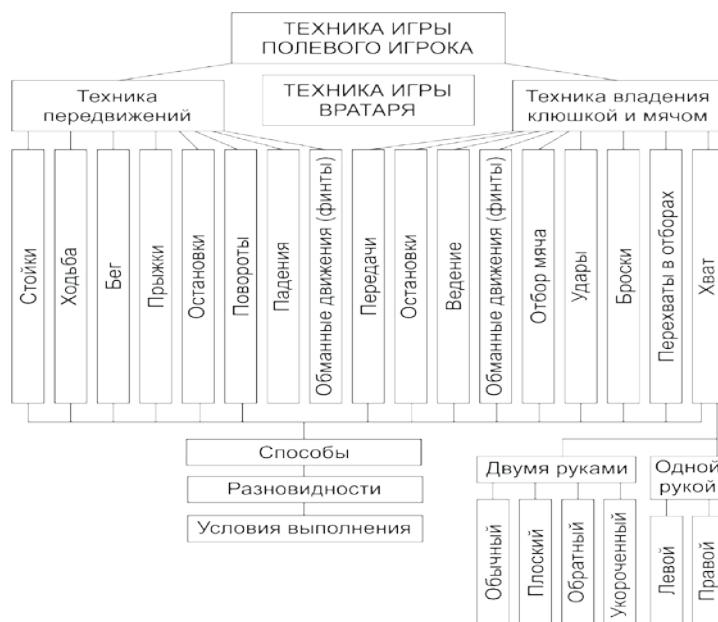 ТЕХНИКА ИГРЫ
ПОЛЕВОГО ИГРОКА
Техника
передвижений
ТЕХНИКА ИГРЫ
ВРАТАРЯ
Техника владения
клюшкой и мячом
Стойки
Ходьба
Бег
Прыжки
Остановки
Повороты
Падения
Обманные движения (финты)
Передачи
Остановки
Ведение
Обманные движения (финты)
Отбор мяча
Удары
Броски
Перехваты в отборах
Хват
Способы
Разновидности
Условия выполнения
Двумя руками
Одной
рукой
Обычный
Плоский
Обратный
Укороченный
Левой
Правой